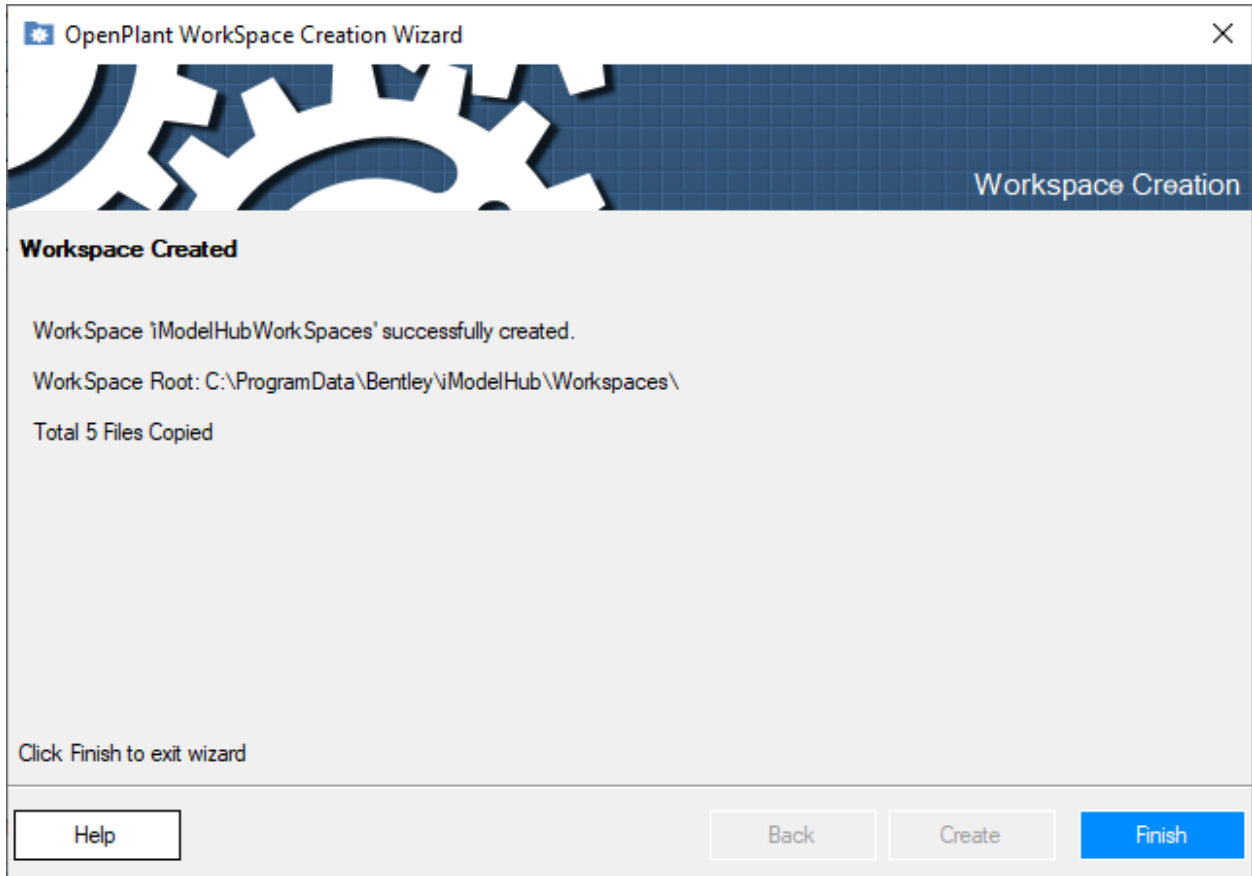 OpenPlant WorkSpace Creation Wizard
Workspace Creation
Workspace Created
WorkSpace 'iModelHubWorkSpaces' successfully created.
WorkSpace Root: C:\ProgramData\Bentley\iModelHub\Workspaces\
Total 5 Files Copied
Click Finish to exit wizard
Help Back Create Finish